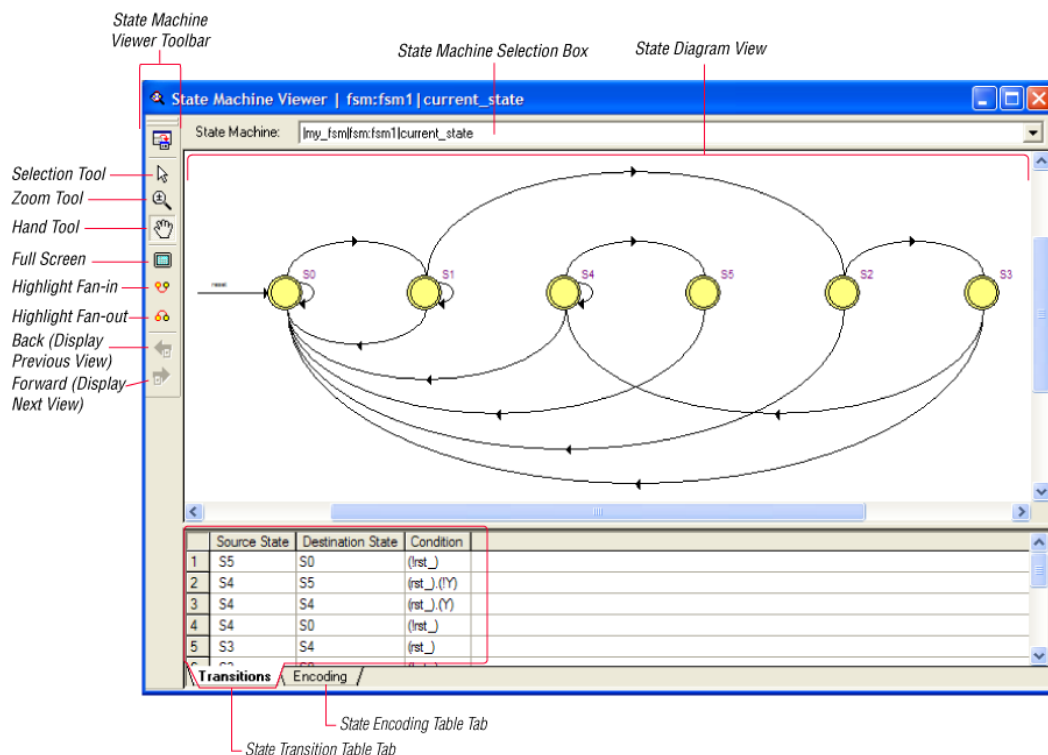 State Machine
Viewer Toolbar
State Machine Selection Box
State Diagram View
State Machine Viewer | fsm:fsm1|current_state
State Machine:
|my_fsm|fsm:fsm1|current_state
Selection Tool
Zoom Tool
Hand Tool
Full Screen
Highlight Fan-in
Highlight Fan-out
Back (Display
Previous View)
Forward (Display
Next View)
reset
S0
S1
S4
S5
S2
S3
Source State Destination State Condition
1 S5 S0 (!rst_)
2 S4 S5 (rst_).(!Y)
3 S4 S4 (rst_).(Y)
4 S4 S0 (!rst_)
5 S3 S4 (rst_)
Transitions Encoding
State Encoding Table Tab
State Transition Table Tab